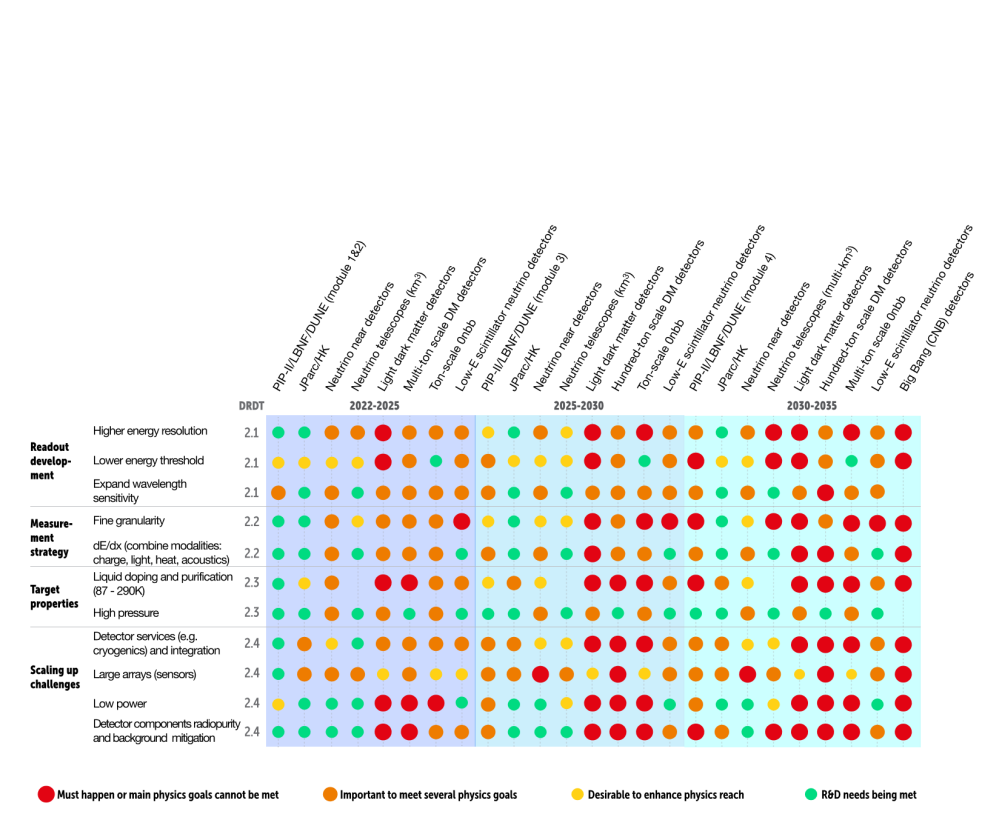 PIP-II/LBNF/DUNE (module 1&2)
JParc/HK
Neutrino near detectors
Neutrino telescopes (km³)
Light dark matter detectors
Multi-ton scale DM detectors
Ton-scale 0nbb
Low-E scintillator neutrino detectors
PIP-II/LBNF/DUNE (module 3)
JParc/HK
Neutrino near detectors
Neutrino telescopes (km³)
Light dark matter detectors
Hundred-ton scale DM detectors
Ton-scale 0nbb
Low-E scintillator neutrino detectors
PIP-II/LBNF/DUNE (module 4)
JParc/HK
Neutrino near detectors
Neutrino telescopes (multi-km³)
Light dark matter detectors
Hundred-ton scale DM detectors
Multi-ton scale 0nbb
Low-E scintillator neutrino detectors
Big Bang (CNB) detectors
DRDT
2022-2025
2025-2030
2030-2035
Readout
develop-
ment
Higher energy resolution 2.1
Lower energy threshold 2.1
Expand wavelength
sensitivity 2.1
Measure-
ment
strategy
Fine granularity 2.2
dE/dx (combine modalities:
charge, light, heat, acoustics) 2.2
Target
properties
Liquid doping and purification
(87 - 290K) 2.3
High pressure 2.3
Scaling up
challenges
Detector services (e.g.
cryogenics) and integration 2.4
Large arrays (sensors) 2.4
Low power 2.4
Detector components radiopurity
and background mitigation 2.4
Must happen or main physics goals cannot be met
Important to meet several physics goals
Desirable to enhance physics reach
R&D needs being met